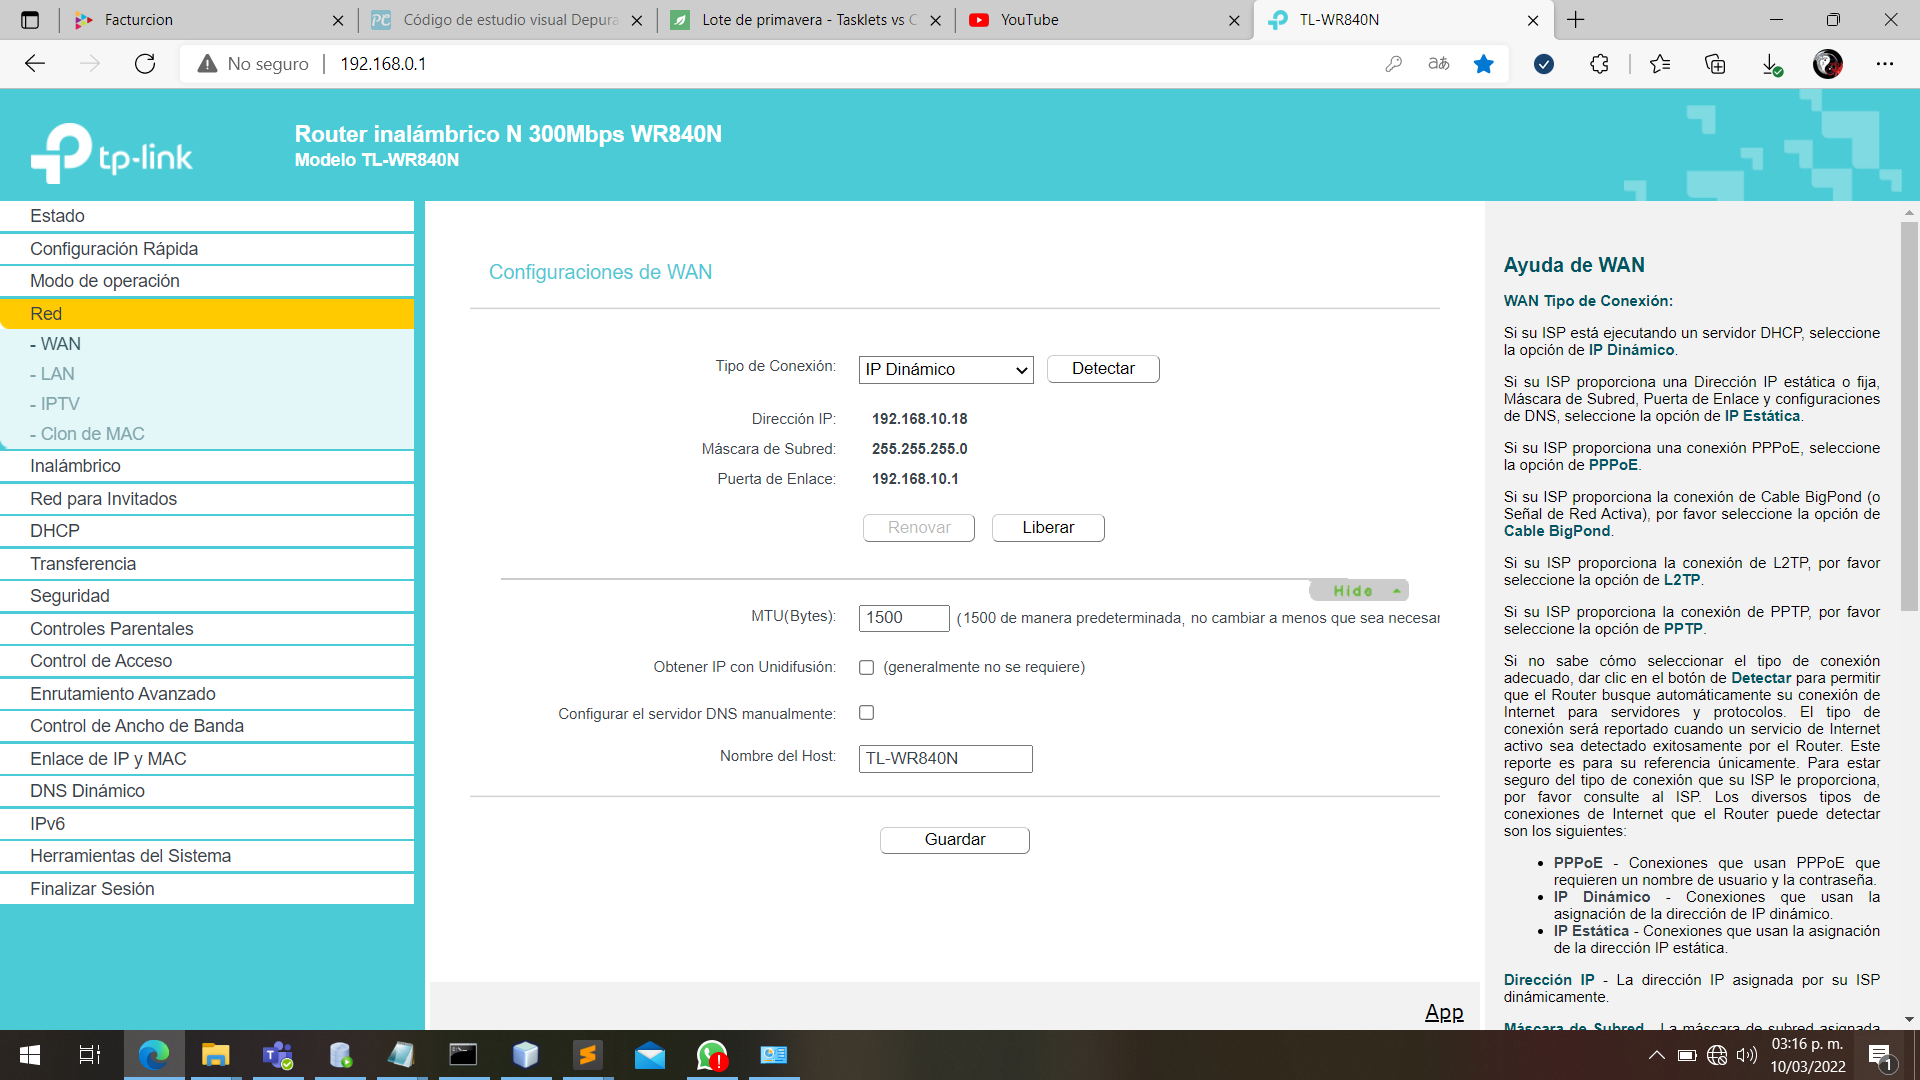 Facturcion
Código de estudio visual Depura
Lote de primavera - Tasklets vs C
YouTube
TL-WR840N
No seguro
192.168.0.1
tp-link
Router inalámbrico N 300Mbps WR840N
Modelo TL-WR840N
Estado
Configuración Rápida
Modo de operación
Red
- WAN
- LAN
- IPTV
- Clon de MAC
Inalámbrico
Red para Invitados
DHCP
Transferencia
Seguridad
Controles Parentales
Control de Acceso
Enrutamiento Avanzado
Control de Ancho de Banda
Enlace de IP y MAC
DNS Dinámico
IPv6
Herramientas del Sistema
Finalizar Sesión
Configuraciones de WAN
Tipo de Conexión: IP Dinámico Detectar
Dirección IP: 192.168.10.18
Máscara de Subred: 255.255.255.0
Puerta de Enlace: 192.168.10.1
Renovar Liberar
Hide
MTU(Bytes): 1500 (1500 de manera predeterminada, no cambiar a menos que sea necesar
Obtener IP con Unidifusión: (generalmente no se requiere)
Configurar el servidor DNS manualmente:
Nombre del Host: TL-WR840N
Guardar
App
Ayuda de WAN
WAN Tipo de Conexión:
Si su ISP está ejecutando un servidor DHCP, seleccione
la opción de IP Dinámico.
Si su ISP proporciona una Dirección IP estática o fija,
Máscara de Subred, Puerta de Enlace y configuraciones
de DNS, seleccione la opción de IP Estática.
Si su ISP proporciona una conexión PPPoE, seleccione
la opción de PPPoE.
Si su ISP proporciona la conexión de Cable BigPond (o
Señal de Red Activa), por favor seleccione la opción de
Cable BigPond.
Si su ISP proporciona la conexión de L2TP, por favor
seleccione la opción de L2TP.
Si su ISP proporciona la conexión de PPTP, por favor
seleccione la opción de PPTP.
Si no sabe cómo seleccionar el tipo de conexión
adecuado, dar clic en el botón de Detectar para permitir
que el Router busque automáticamente su conexión de
Internet para servidores y protocolos. El tipo de
conexión será reportado cuando un servicio de Internet
activo sea detectado exitosamente por el Router. Este
reporte es para su referencia únicamente. Para estar
seguro del tipo de conexión que su ISP le proporciona,
por favor consulte al ISP. Los diversos tipos de
conexiones de Internet que el Router puede detectar
son los siguientes:
• PPPoE - Conexiones que usan PPPoE que
requieren un nombre de usuario y la contraseña.
• IP Dinámico - Conexiones que usan la
asignación de la dirección de IP dinámico.
• IP Estática - Conexiones que usan la asignación
de la dirección IP estática.
Dirección IP - La dirección IP asignada por su ISP
dinámicamente.
Máscara de Subred - La máscara de subred asignada
03:16 p. m.
10/03/2022
1